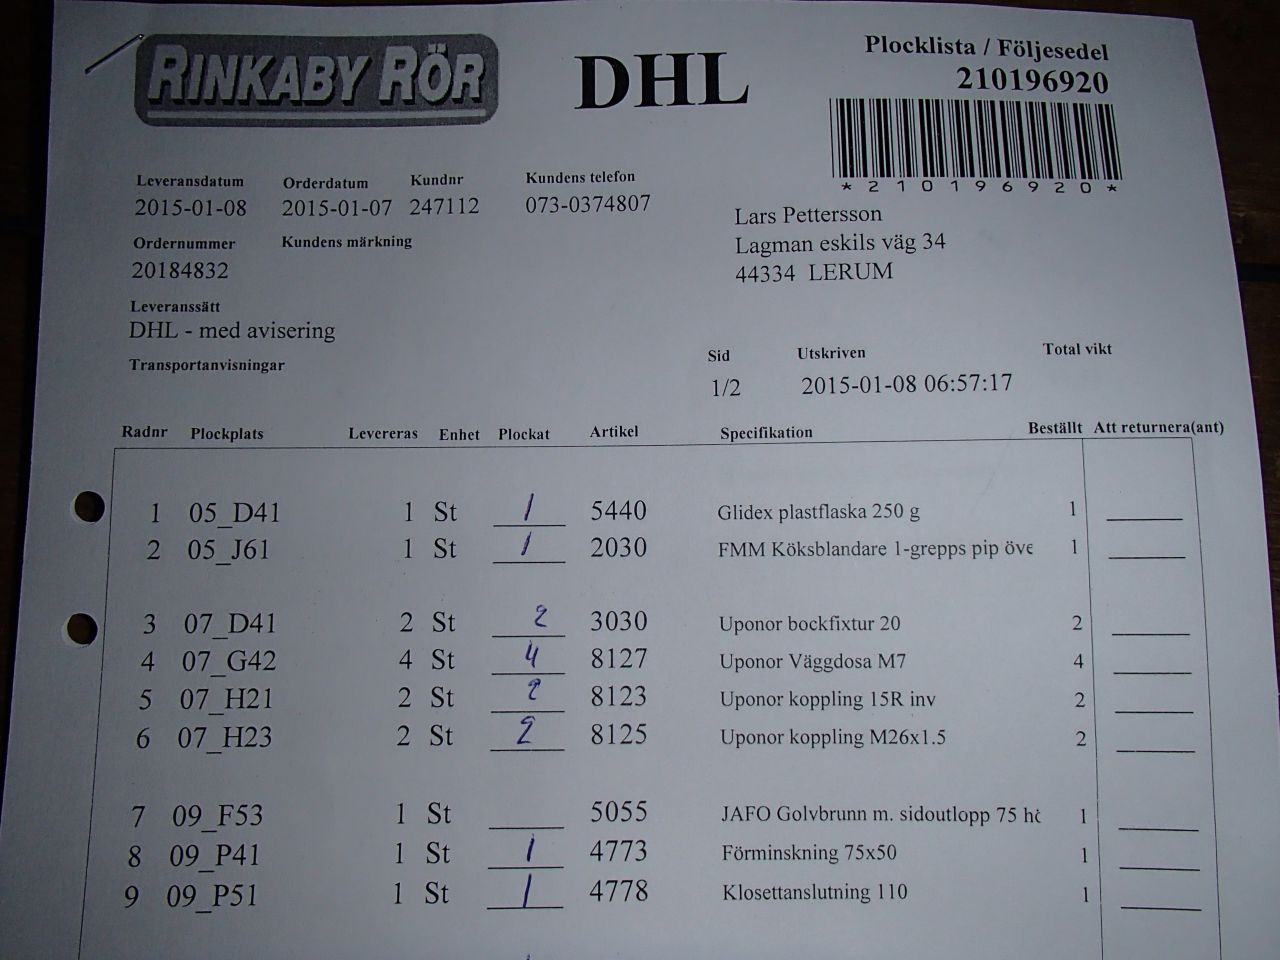 RINKABY RÖR
DHL
Plocklista / Följesedel
210196920
*210196920*
Leveransdatum Orderdatum Kundnr Kundens telefon
2015-01-08 2015-01-07 247112 073-0374807
Lars Pettersson
Lagman eskils väg 34
44334 LERUM
Ordernummer Kundens märkning
20184832
Leveranssätt
DHL - med avisering
Transportanvisningar
Sid Utskriven Total vikt
1/2 2015-01-08 06:57:17
Radnr Plockplats Levereras Enhet Plockat Artikel Specifikation Beställt Att returnera(ant)
1 05_D41 1 St 1 5440 Glidex plastflaska 250 g 1
2 05_J61 1 St 1 2030 FMM Köksblandare 1-grepps pip öve 1
3 07_D41 2 St 2 3030 Uponor bockfixtur 20 2
4 07_G42 4 St 4 8127 Uponor Väggdosa M7 4
5 07_H21 2 St 2 8123 Uponor koppling 15R inv 2
6 07_H23 2 St 2 8125 Uponor koppling M26x1.5 2
7 09_F53 1 St 5055 JAFO Golvbrunn m. sidoutlopp 75 hö 1
8 09_P41 1 St 1 4773 Förminskning 75x50 1
9 09_P51 1 St 1 4778 Klosettanslutning 110 1